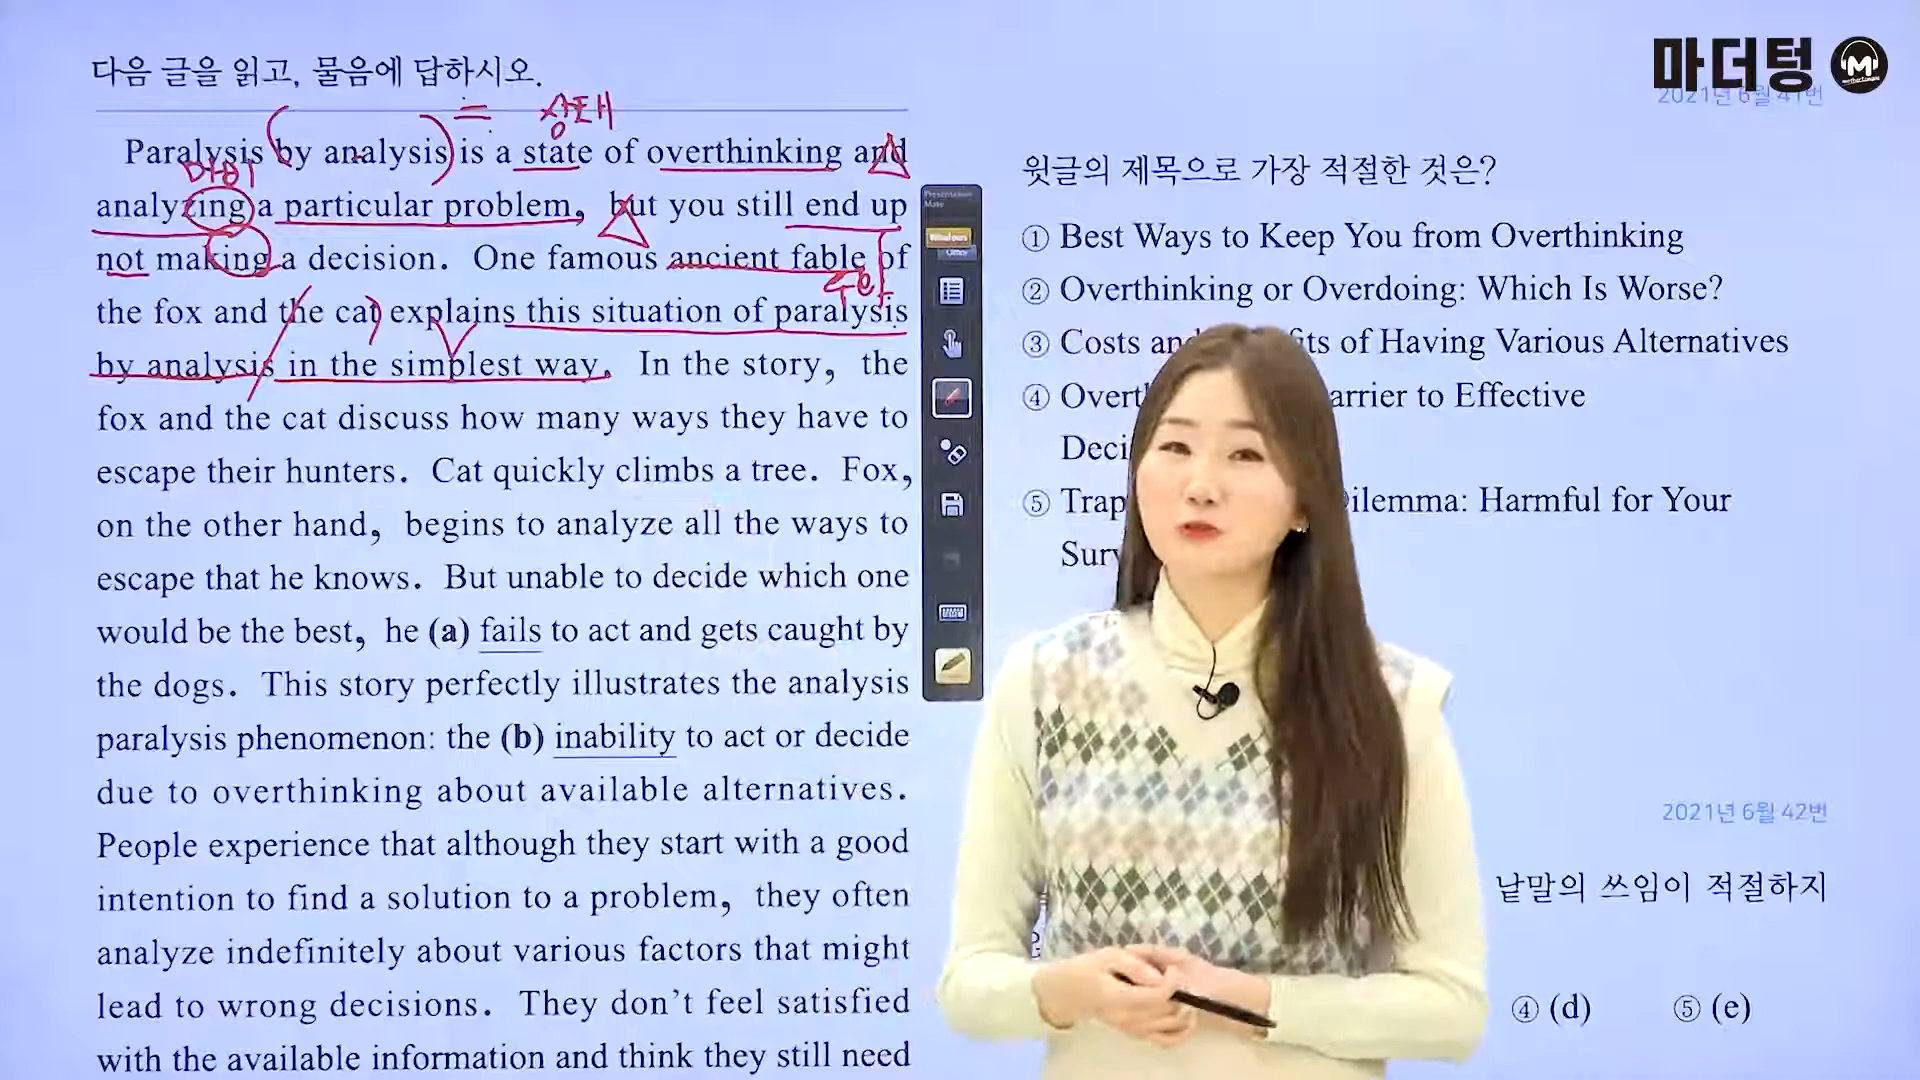 다음 글을 읽고, 물음에 답하시오.
상태
Paralysis by analysis is a state of overthinking and
마비
analyzing a particular problem, but you still end up
not making a decision. One famous ancient fable of
the fox and the cat explains this situation of paralysis
by analysis in the simplest way. In the story, the
fox and the cat discuss how many ways they have to
escape their hunters. Cat quickly climbs a tree. Fox,
on the other hand, begins to analyze all the ways to
escape that he knows. But unable to decide which one
would be the best, he (a) fails to act and gets caught by
the dogs. This story perfectly illustrates the analysis
paralysis phenomenon: the (b) inability to act or decide
due to overthinking about available alternatives.
People experience that although they start with a good
intention to find a solution to a problem, they often
analyze indefinitely about various factors that might
lead to wrong decisions. They don't feel satisfied
with the available information and think they still need
마더텅 M
2021년 6월 41번
윗글의 제목으로 가장 적절한 것은?
① Best Ways to Keep You from Overthinking
② Overthinking or Overdoing: Which Is Worse?
③ Costs and its of Having Various Alternatives
④ Overt arrier to Effective
Deci
⑤ Trap ilemma: Harmful for Your
Surv
2021년 6월 42번
낱말의 쓰임이 적절하지
④ (d) ⑤ (e)